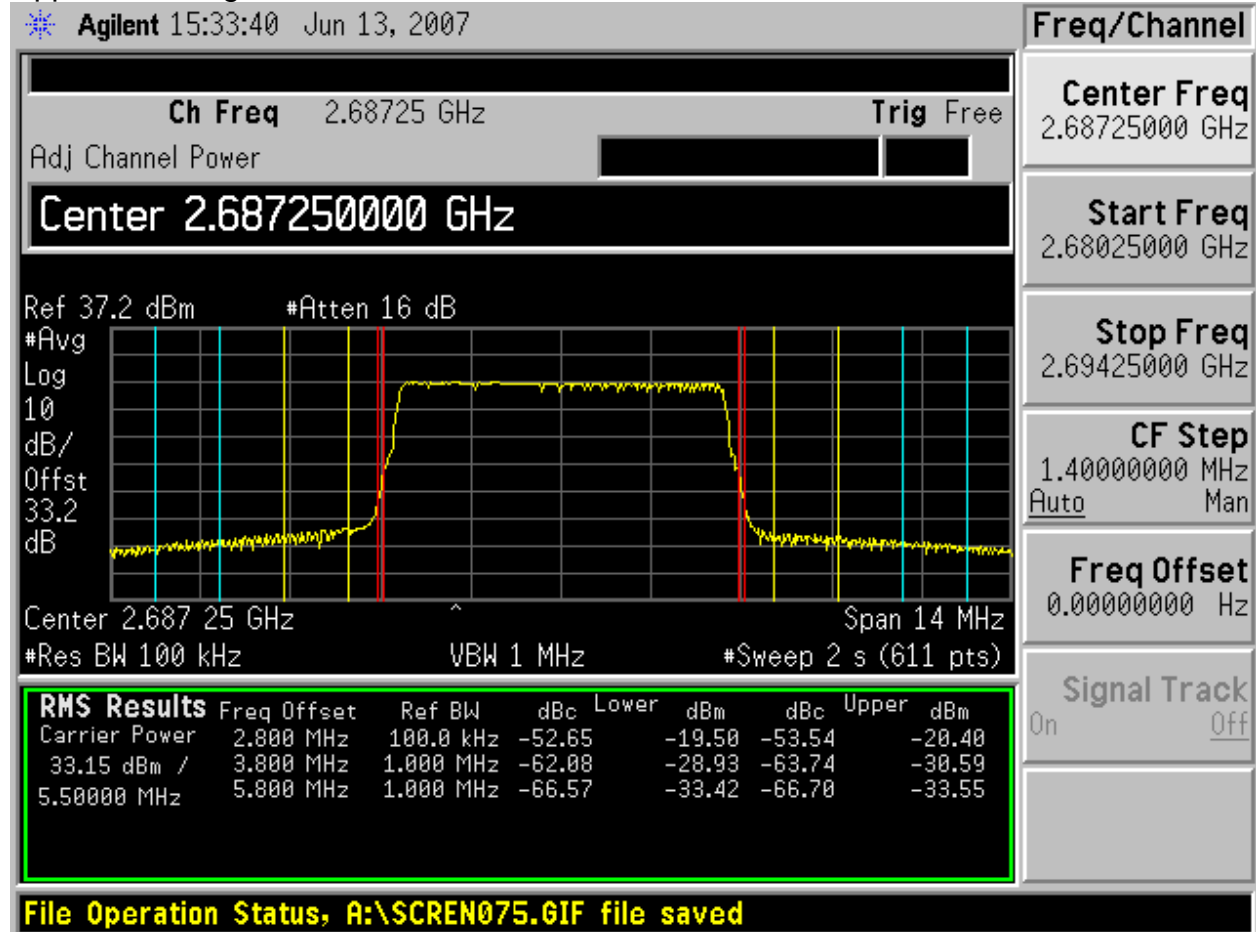 Agilent 15:33:40 Jun 13, 2007
Freq/Channel
Ch Freq 2.68725 GHz Trig Free
Adj Channel Power
Center 2.687250000 GHz
Ref 37.2 dBm #Atten 16 dB
#Avg
Log
10
dB/
Offst
33.2
dB
Center 2.687 25 GHz ^ Span 14 MHz
#Res BW 100 kHz VBW 1 MHz #Sweep 2 s (611 pts)
RMS Results Freq Offset Ref BW dBc Lower dBm dBc Upper dBm
Carrier Power 2.800 MHz 100.0 kHz -52.65 -19.50 -53.54 -20.40
33.15 dBm / 3.800 MHz 1.000 MHz -62.08 -28.93 -63.74 -30.59
5.50000 MHz 5.800 MHz 1.000 MHz -66.57 -33.42 -66.70 -33.55
Center Freq
2.68725000 GHz
Start Freq
2.68025000 GHz
Stop Freq
2.69425000 GHz
CF Step
1.40000000 MHz
Auto Man
Freq Offset
0.00000000 Hz
Signal Track
On Off
File Operation Status, A:\SCREN075.GIF file saved